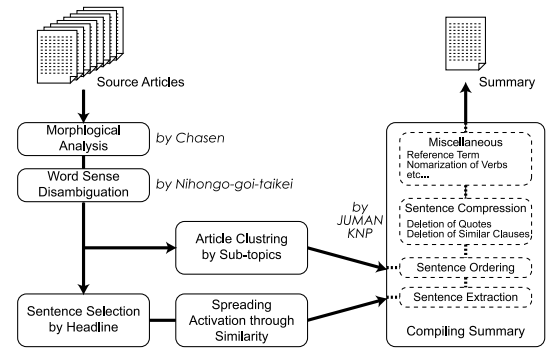 Source Articles
Morphlogical
Analysis
by Chasen
Word Sense
Disambiguation
by Nihongo-goi-taikei
Article Clustring
by Sub-topics
Sentence Selection
by Headline
Spreading
Activation through
Similarity
by
JUMAN
KNP
Summary
Miscellaneous
Reference Term
Nomarization of Verbs
etc...
Sentence Compression
Deletion of Quotes
Deletion of Similar Clauses
Sentence Ordering
Sentence Extraction
Compiling Summary